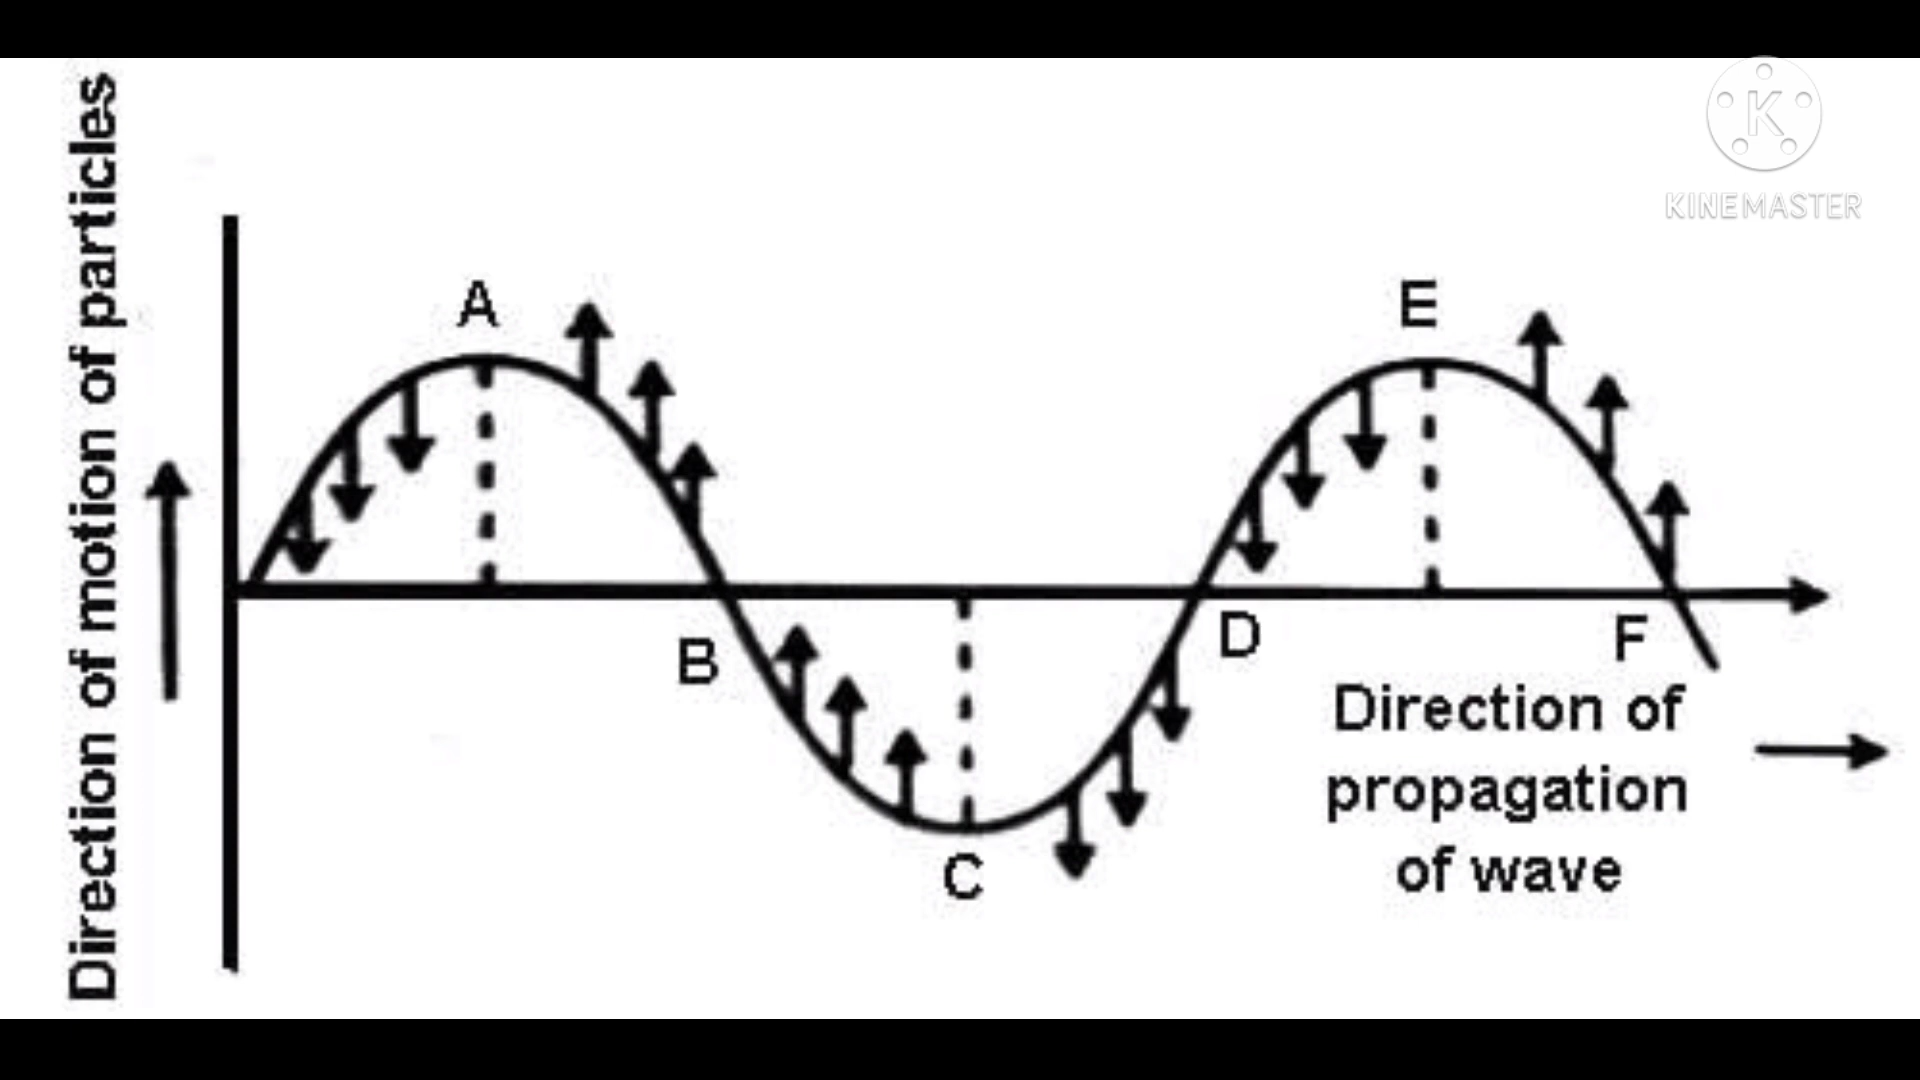 Direction of motion of particles
K
KINEMASTER
A
E
B
D
F
C
Direction of
propagation
of wave